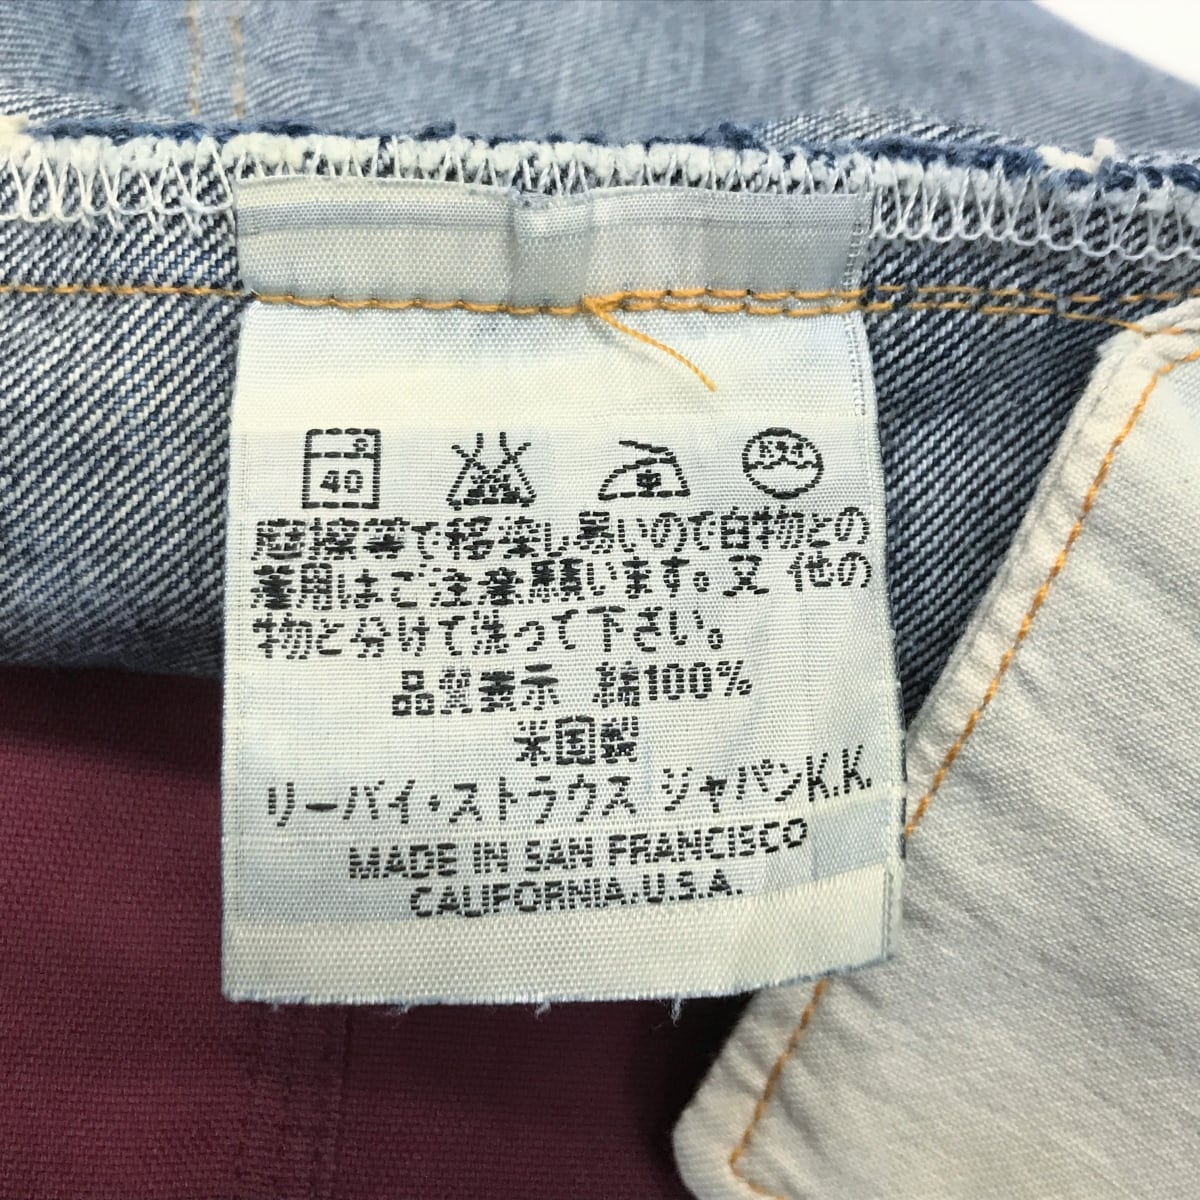 40
摩擦等で移染し易いので白物との
着用はご注意願います。又 他の
物と分けて洗って下さい。
品質表示 綿100%
米国製
リーバイ・ストラウス ジャパンK.K.
MADE IN SAN FRANCISCO
CALIFORNIA.U.S.A.